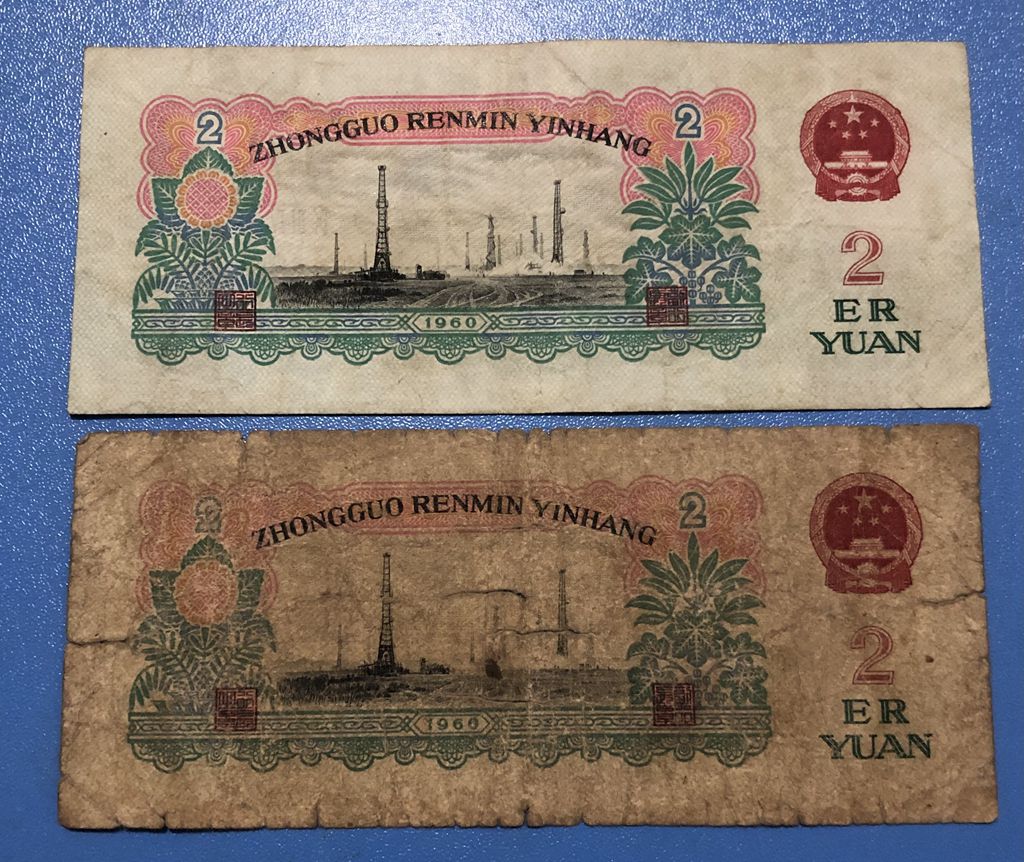 2 2
ZHONGGUO RENMIN YINHANG
2
ER
YUAN
1960
2 2
ZHONGGUO RENMIN YINHANG
2
ER
YUAN
1960